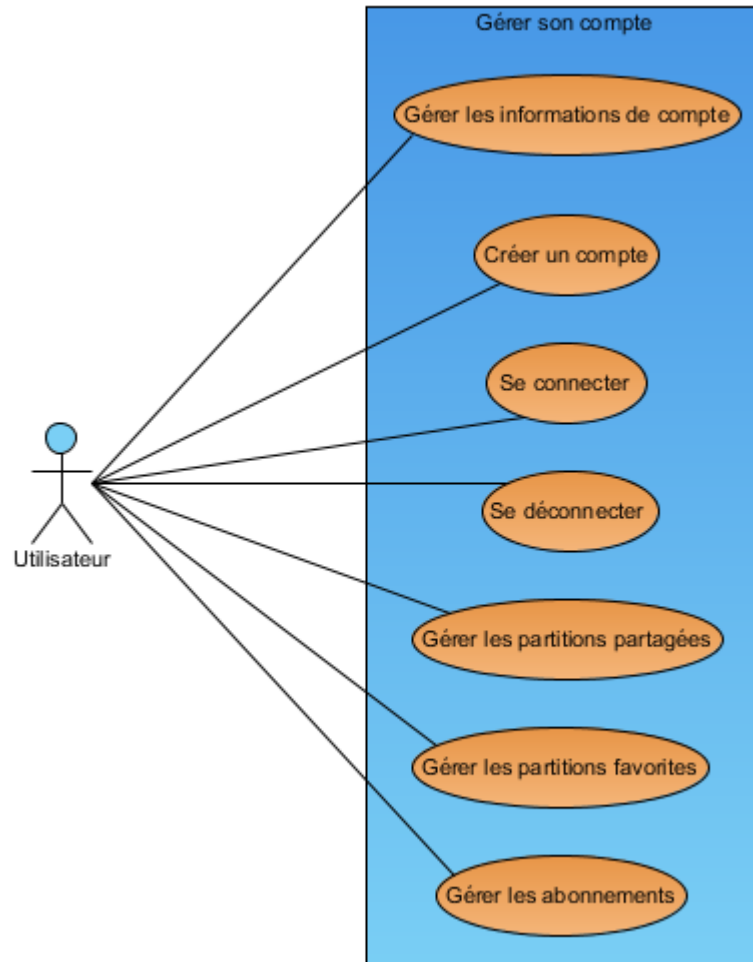 Gérer son compte
Gérer les informations de compte
Créer un compte
Se connecter
Se déconnecter
Utilisateur
Gérer les partitions partagées
Gérer les partitions favorites
Gérer les abonnements